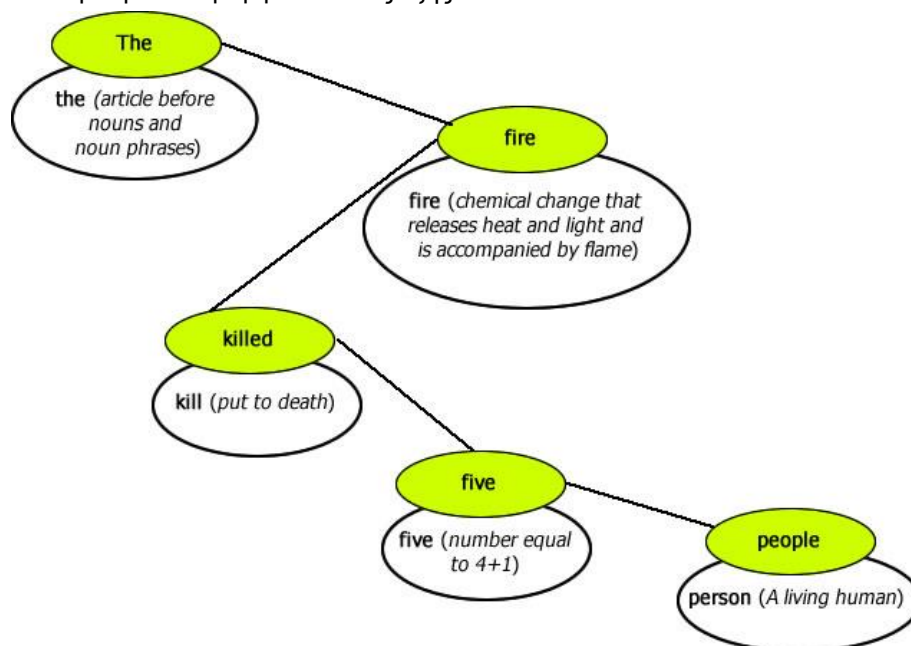 The
the (article before
nouns and
noun phrases)
fire
fire (chemical change that
releases heat and light and
is accompanied by flame)
killed
kill (put to death)
five
five (number equal
to 4+1)
people
person (A living human)